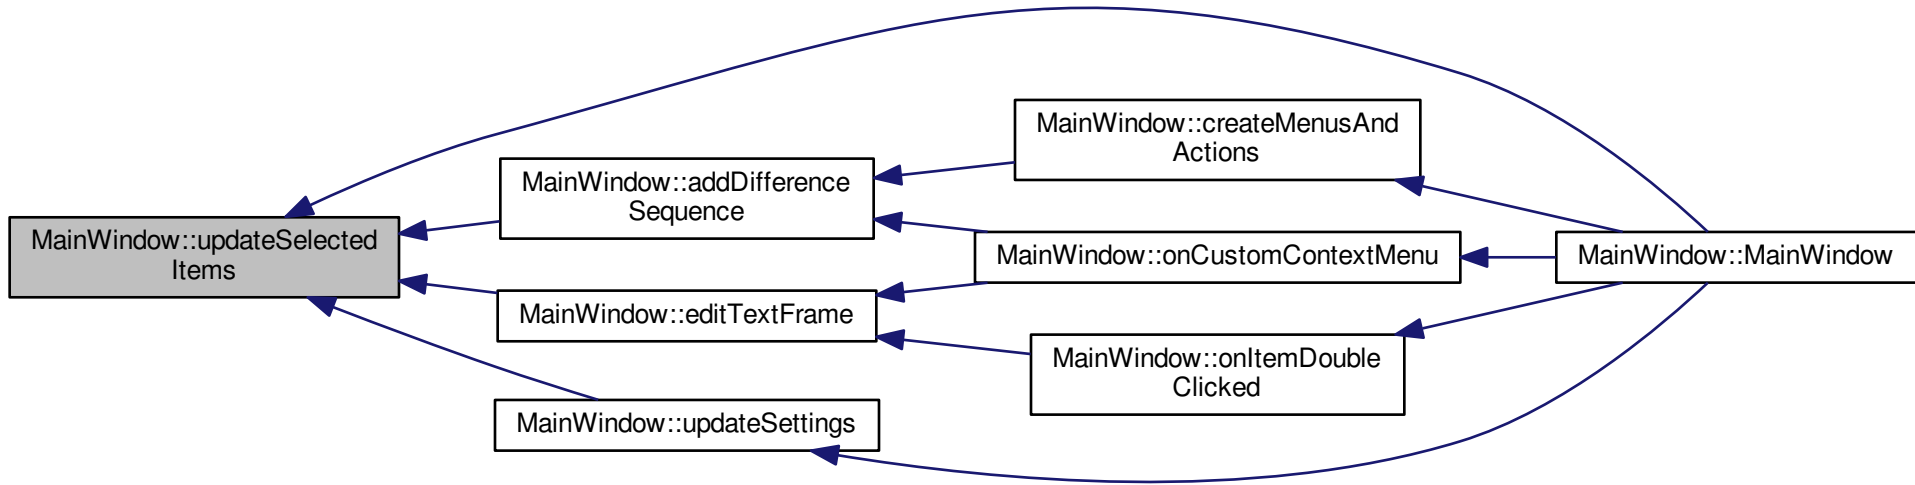 MainWindow::updateSelected
Items
MainWindow::addDifference
Sequence
MainWindow::editTextFrame
MainWindow::updateSettings
MainWindow::createMenusAnd
Actions
MainWindow::onCustomContextMenu
MainWindow::onItemDouble
Clicked
MainWindow::MainWindow